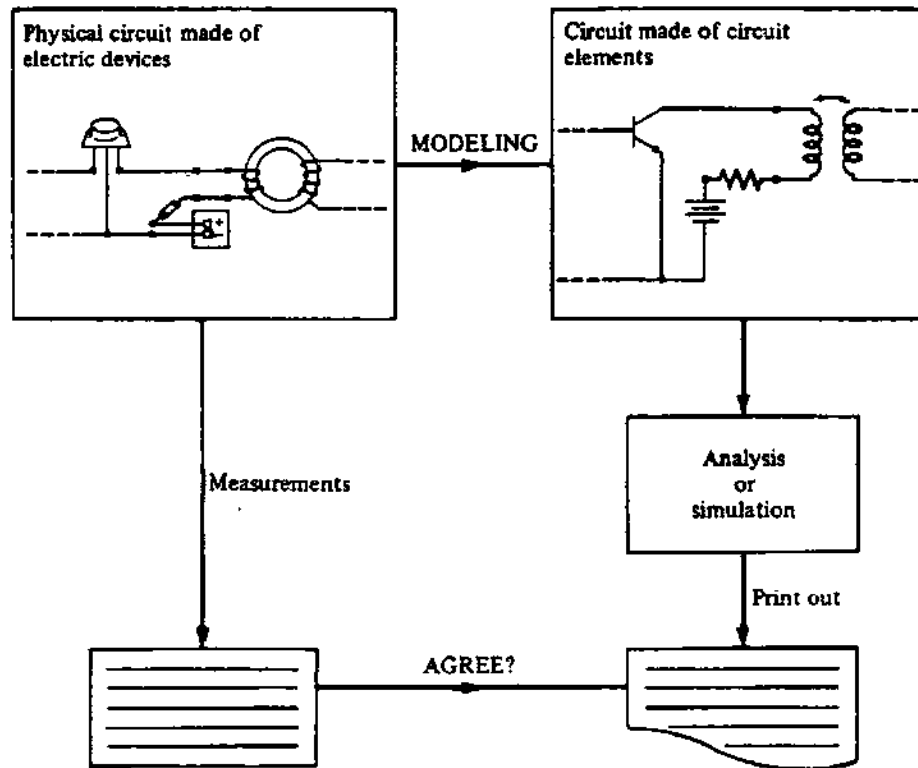 Physical circuit made of
electric devices
Circuit made of circuit
elements
MODELING
+
Measurements
Analysis
or
simulation
Print out
AGREE?